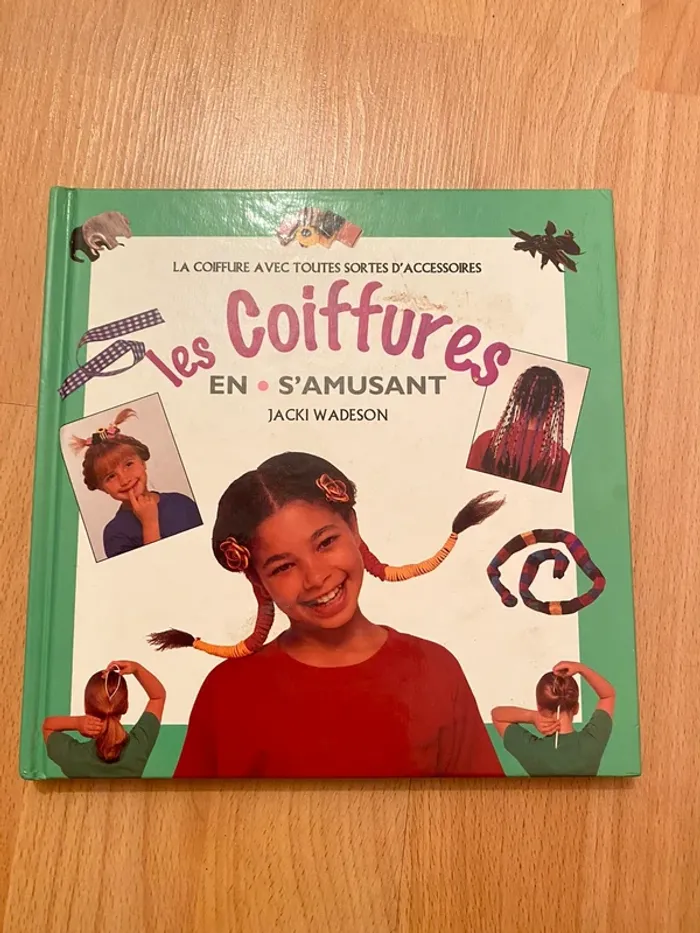 LA COIFFURE AVEC TOUTES SORTES D'ACCESSOIRES
les Coiffures
EN • S'AMUSANT
JACKI WADESON